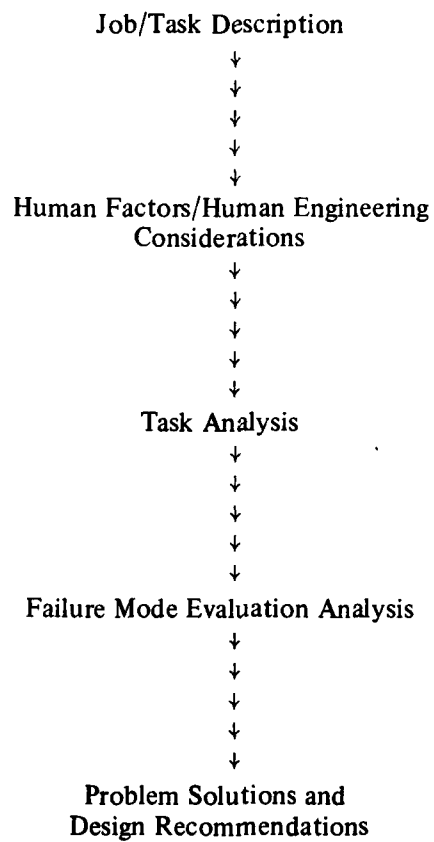 Job/Task Description
↓
↓
↓
↓
↓
Human Factors/Human Engineering
Considerations
↓
↓
↓
↓
↓
Task Analysis
↓
↓
↓
↓
↓
Failure Mode Evaluation Analysis
↓
↓
↓
↓
↓
Problem Solutions and
Design Recommendations